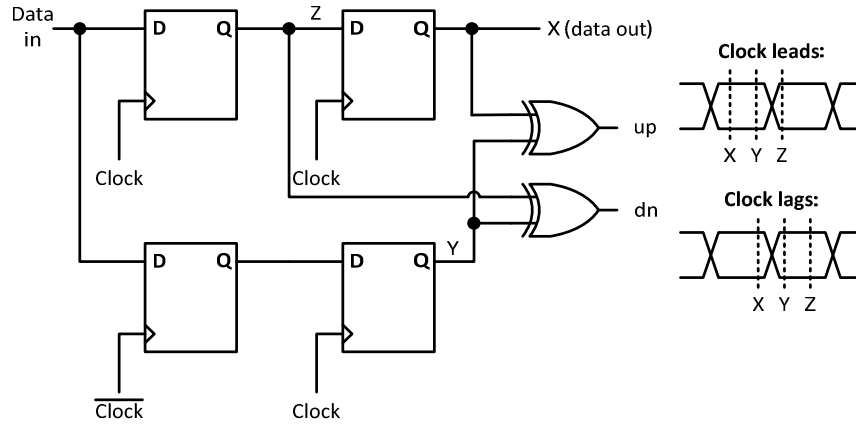 Data
in
D Q
Z
D Q
X (data out)
Clock
Clock
up
dn
D Q
D Q
Y
Clock
Clock
Clock leads:
X Y Z
Clock lags:
X Y Z